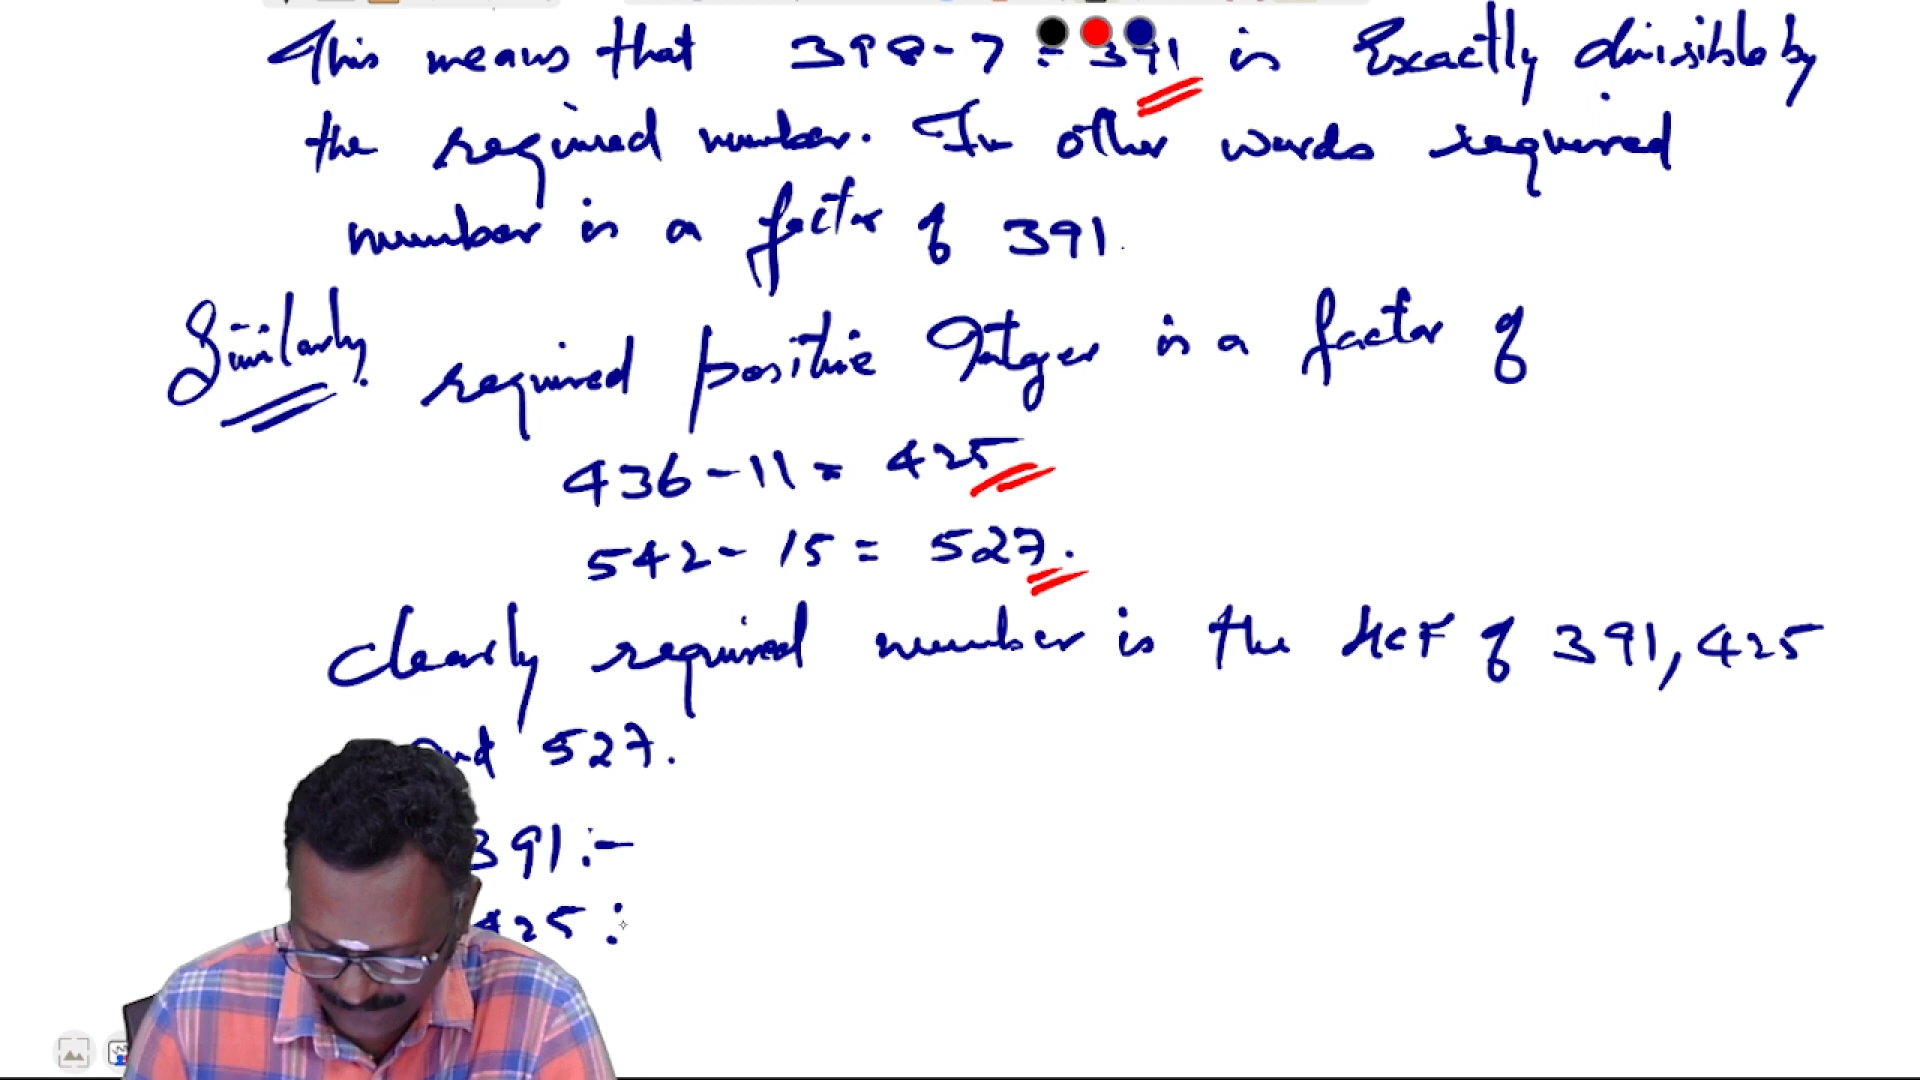 This means that 398-7 = 391 is Exactly divisible by
the required number. In other words required
number is a factor of 391.
Similarly, required positive Integer is a factor of
436-11 = 425
542- 15 = 527.
Clearly required number is the HCF of 391, 425
and 527.
391 :-
425 :